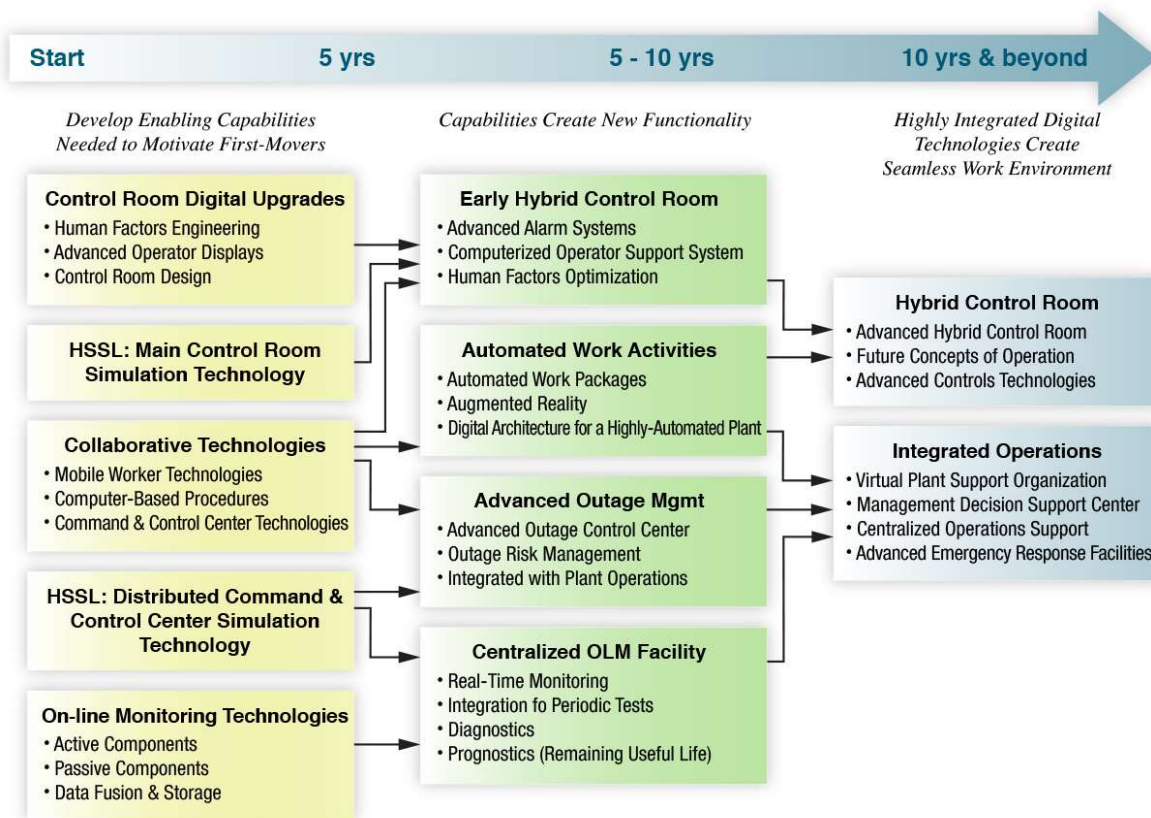 Start
5 yrs
5 - 10 yrs
10 yrs & beyond
Develop Enabling Capabilities
Needed to Motivate First-Movers
Capabilities Create New Functionality
Highly Integrated Digital
Technologies Create
Seamless Work Environment
Control Room Digital Upgrades
• Human Factors Engineering
• Advanced Operator Displays
• Control Room Design
HSSL: Main Control Room
Simulation Technology
Collaborative Technologies
• Mobile Worker Technologies
• Computer-Based Procedures
• Command & Control Center Technologies
HSSL: Distributed Command &
Control Center Simulation
Technology
On-line Monitoring Technologies
• Active Components
• Passive Components
• Data Fusion & Storage
Early Hybrid Control Room
• Advanced Alarm Systems
• Computerized Operator Support System
• Human Factors Optimization
Automated Work Activities
• Automated Work Packages
• Augmented Reality
• Digital Architecture for a Highly-Automated Plant
Advanced Outage Mgmt
• Advanced Outage Control Center
• Outage Risk Management
• Integrated with Plant Operations
Centralized OLM Facility
• Real-Time Monitoring
• Integration fo Periodic Tests
• Diagnostics
• Prognostics (Remaining Useful Life)
Hybrid Control Room
• Advanced Hybrid Control Room
• Future Concepts of Operation
• Advanced Controls Technologies
Integrated Operations
• Virtual Plant Support Organization
• Management Decision Support Center
• Centralized Operations Support
• Advanced Emergency Response Facilities